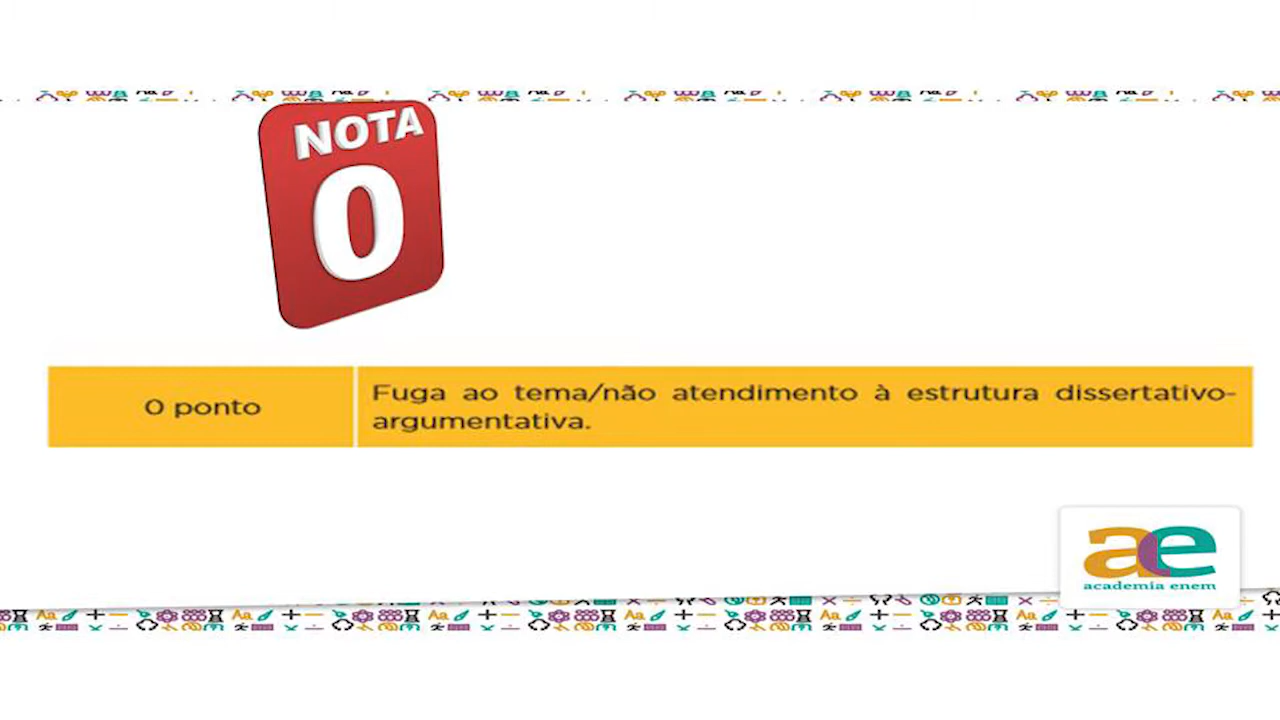 NOTA
0
0 ponto
Fuga ao tema/não atendimento à estrutura dissertativo-
argumentativa.
ae
academia enem